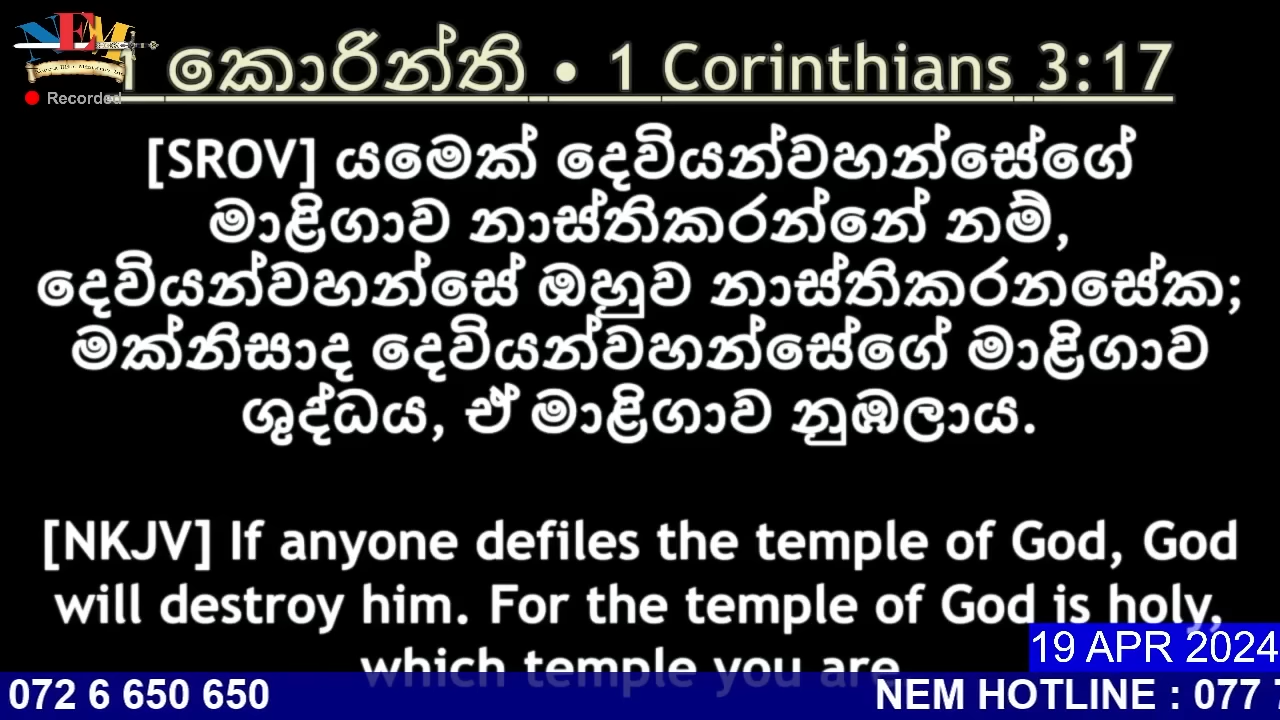 NEM
1 කොරින්ති • 1 Corinthians 3:17
Recorded
[SROV] යමෙක් දෙවියන්වහන්සේගේ
මාළිගාව නාස්තිකරන්නේ නම්,
දෙවියන්වහන්සේ ඔහුව නාස්තිකරනසේක;
මක්නිසාද දෙවියන්වහන්සේගේ මාළිගාව
ශුද්ධය, ඒ මාළිගාව නුඹලාය.
[NKJV] If anyone defiles the temple of God, God
will destroy him. For the temple of God is holy,
which temple you are
19 APR 2024
072 6 650 650
NEM HOTLINE : 077